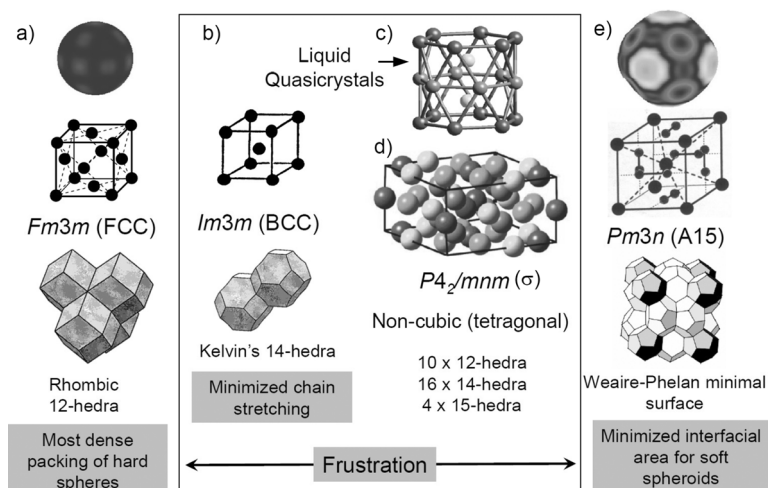 a)
Fm3m (FCC)
Rhombic
12-hedra
Most dense
packing of hard
spheres
b)
Im3m (BCC)
Kelvin's 14-hedra
Minimized chain
stretching
Liquid
Quasicrystals
c)
d)
P4₂/mnm (σ)
Non-cubic (tetragonal)
10 x 12-hedra
16 x 14-hedra
4 x 15-hedra
Frustration
e)
Pm3n (A15)
Weaire-Phelan minimal
surface
Minimized interfacial
area for soft
spheroids